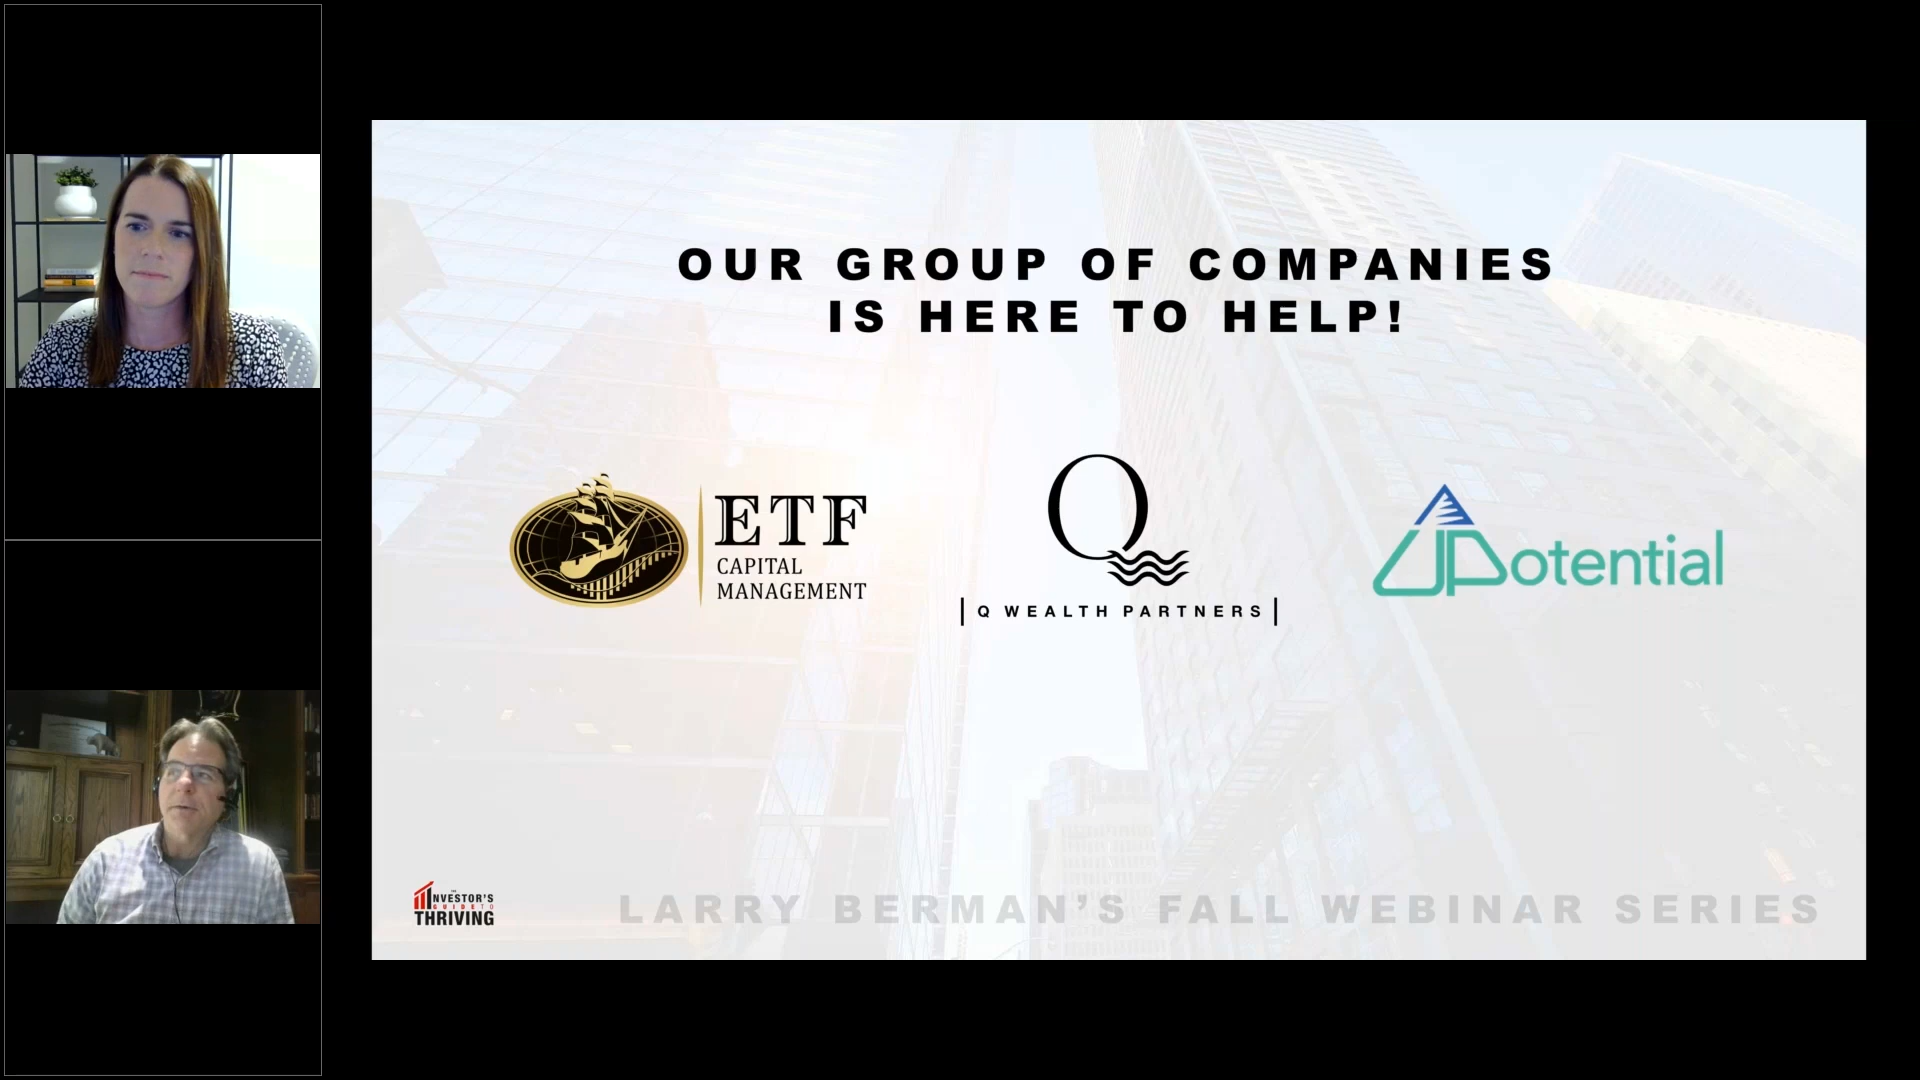 OUR GROUP OF COMPANIES
IS HERE TO HELP!
ETF
CAPITAL
MANAGEMENT
Q
| Q WEALTH PARTNERS |
UPotential
THE
INVESTOR'S
GUIDE TO
THRIVING
LARRY BERMAN'S FALL WEBINAR SERIES